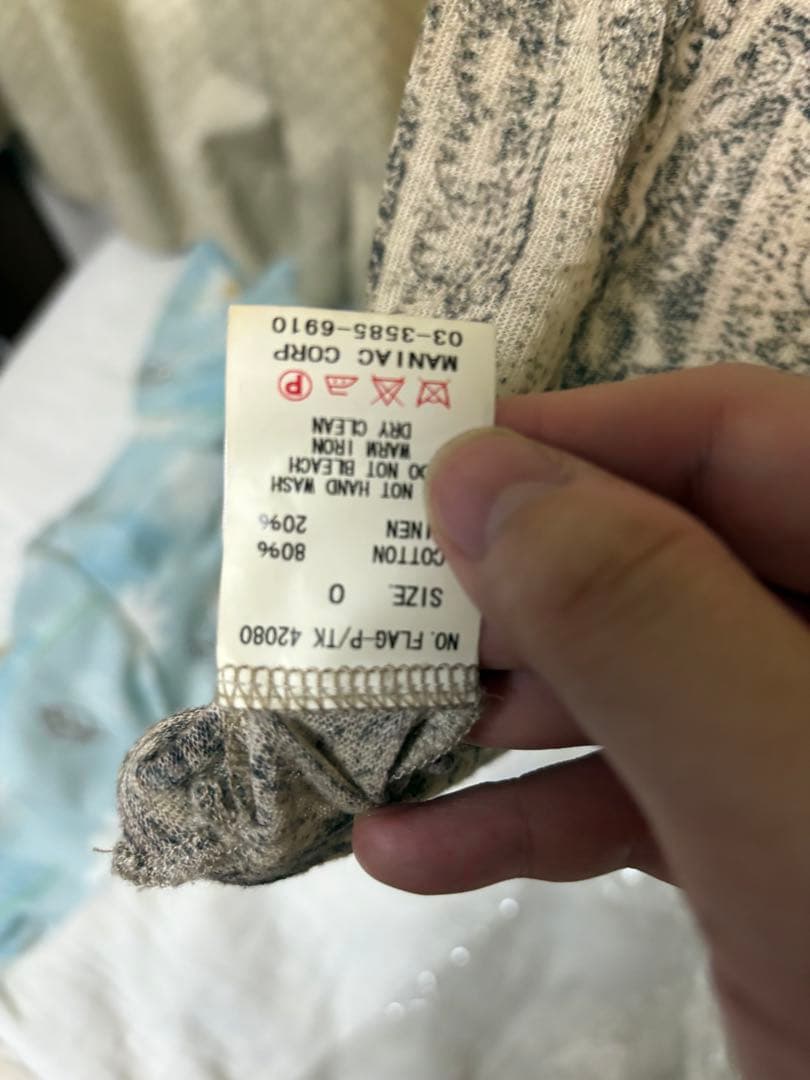 NO. FLAG-P/TK 42080
SIZE 0
COTTON 80%
INEN 20%
NOT HAND WASH
DO NOT BLEACH
WARM IRON
DRY CLEAN
P
MANIAC CORP
03-3585-6910